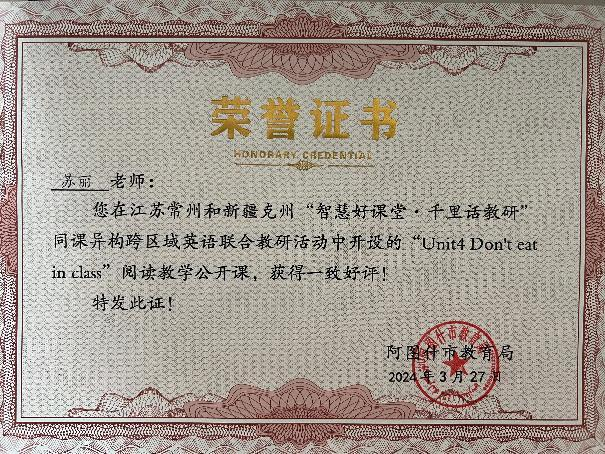 荣誉证书
HONORARY CREDENTIAL
苏丽 老师：
您在江苏常州和新疆克州“智慧好课堂·千里话教研”
同课异构跨区域英语联合教研活动中开设的“Unit4 Don't eat
in class”阅读教学公开课，获得一致好评！
特发此证！
阿图什市教育局
2024 年 3 月 27 日